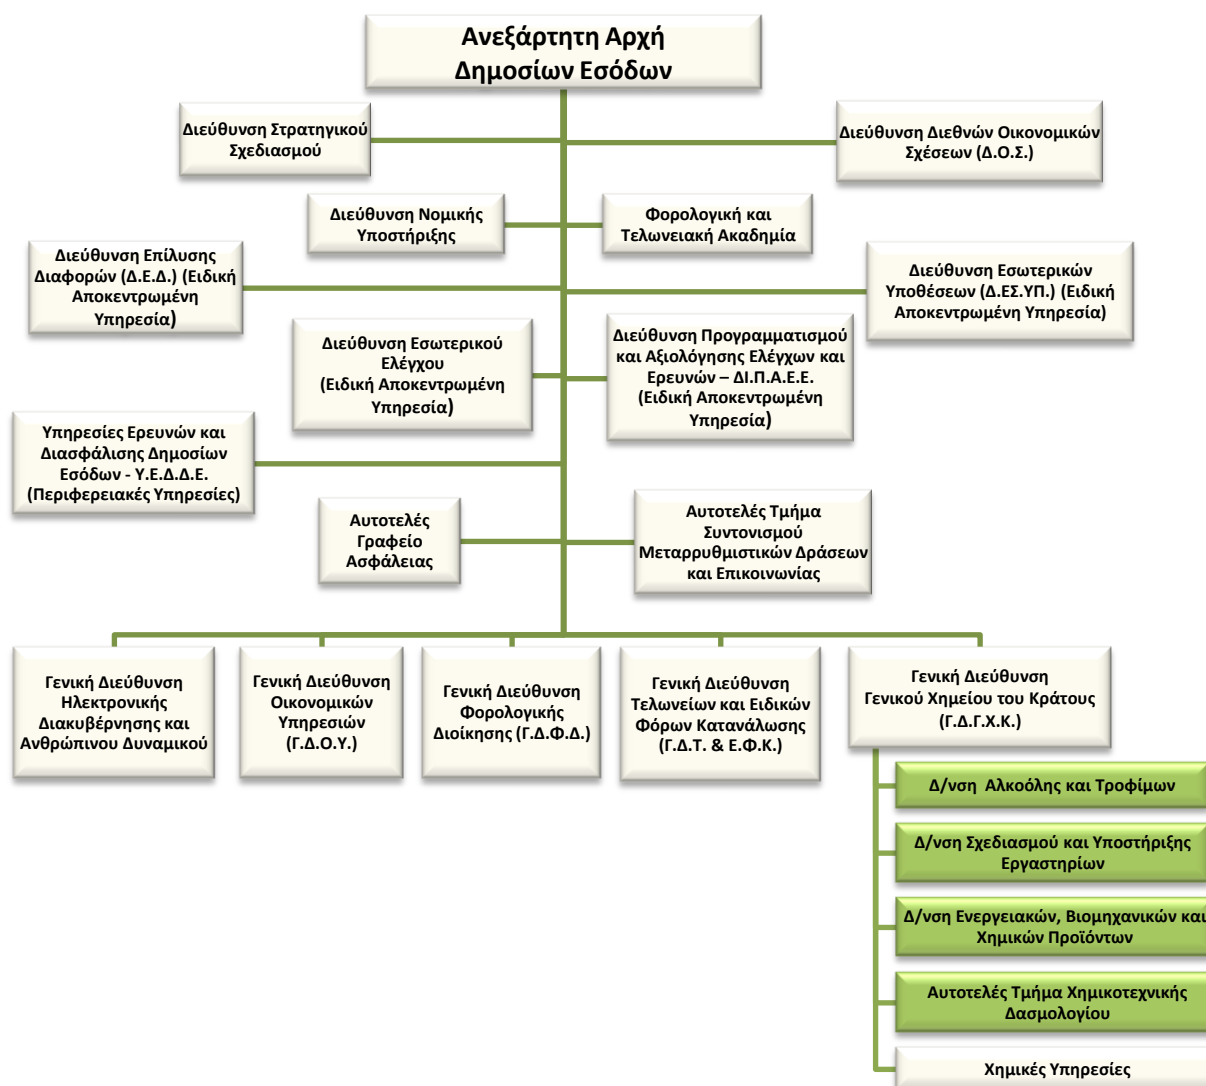 Ανεξάρτητη Αρχή
Δημοσίων Εσόδων
Διεύθυνση Στρατηγικού
Σχεδιασμού
Διεύθυνση Διεθνών Οικονομικών
Σχέσεων (Δ.Ο.Σ.)
Διεύθυνση Νομικής
Υποστήριξης
Φορολογική και
Τελωνειακή Ακαδημία
Διεύθυνση Επίλυσης
Διαφορών (Δ.Ε.Δ.) (Ειδική
Αποκεντρωμένη
Υπηρεσία)
Διεύθυνση Εσωτερικών
Υποθέσεων (Δ.ΕΣ.ΥΠ.) (Ειδική
Αποκεντρωμένη Υπηρεσία)
Διεύθυνση Εσωτερικού
Ελέγχου
(Ειδική Αποκεντρωμένη
Υπηρεσία)
Διεύθυνση Προγραμματισμού
και Αξιολόγησης Ελέγχων και
Ερευνών – ΔΙ.Π.Α.Ε.Ε.
(Ειδική Αποκεντρωμένη
Υπηρεσία)
Υπηρεσίες Ερευνών και
Διασφάλισης Δημοσίων
Εσόδων - Υ.Ε.Δ.Δ.Ε.
(Περιφερειακές Υπηρεσίες)
Αυτοτελές
Γραφείο
Ασφάλειας
Αυτοτελές Τμήμα
Συντονισμού
Μεταρρυθμιστικών Δράσεων
και Επικοινωνίας
Γενική Διεύθυνση
Ηλεκτρονικής
Διακυβέρνησης και
Ανθρώπινου Δυναμικού
Γενική Διεύθυνση
Οικονομικών
Υπηρεσιών
(Γ.Δ.Ο.Υ.)
Γενική Διεύθυνση
Φορολογικής
Διοίκησης (Γ.Δ.Φ.Δ.)
Γενική Διεύθυνση
Τελωνείων και Ειδικών
Φόρων Κατανάλωσης
(Γ.Δ.Τ. & Ε.Φ.Κ.)
Γενική Διεύθυνση
Γενικού Χημείου του Κράτους
(Γ.Δ.Γ.Χ.Κ.)
Δ/νση Αλκοόλης και Τροφίμων
Δ/νση Σχεδιασμού και Υποστήριξης
Εργαστηρίων
Δ/νση Ενεργειακών, Βιομηχανικών και
Χημικών Προϊόντων
Αυτοτελές Τμήμα Χημικοτεχνικής
Δασμολογίου
Χημικές Υπηρεσίες